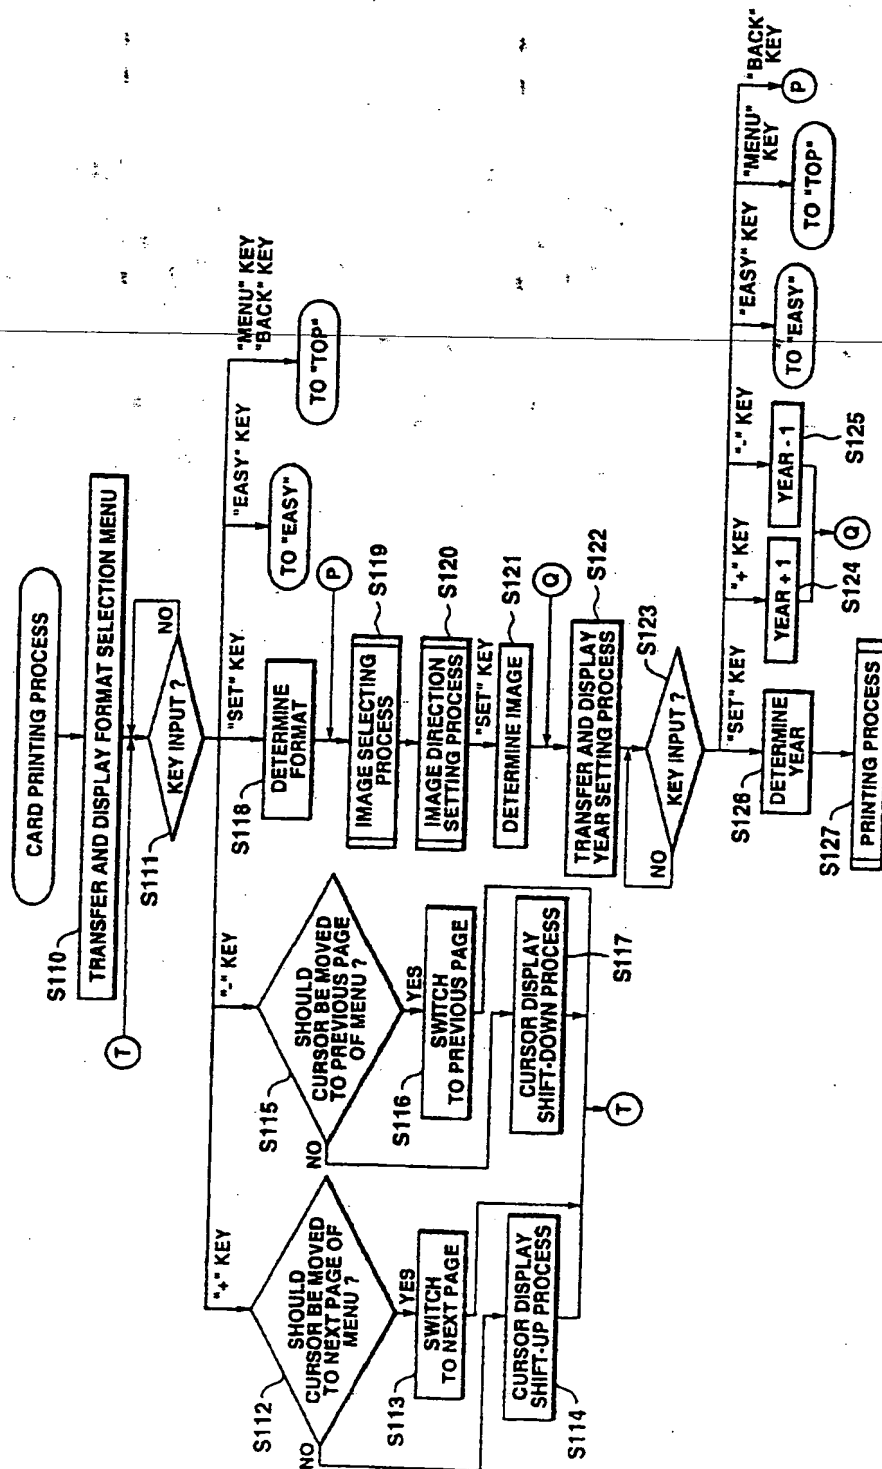 CARD PRINTING PROCESS
S110
TRANSFER AND DISPLAY FORMAT SELECTION MENU
T
S111
KEY INPUT ?
NO
"+" KEY
"-" KEY
"SET" KEY
"EASY" KEY
"MENU" KEY
"BACK" KEY
S112
SHOULD
CURSOR BE MOVED
TO NEXT PAGE OF
MENU ?
NO
YES
S113
SWITCH
TO NEXT PAGE
CURSOR DISPLAY
SHIFT-UP PROCESS
S114
S115
SHOULD
CURSOR BE MOVED
TO PREVIOUS PAGE
OF MENU ?
NO
YES
S116
SWITCH
TO PREVIOUS PAGE
CURSOR DISPLAY
SHIFT-DOWN PROCESS
S117
T
S118
DETERMINE
FORMAT
TO "EASY"
TO "TOP"
P
IMAGE SELECTING
PROCESS
S119
IMAGE DIRECTION
SETTING PROCESS
S120
"SET" KEY
DETERMINE IMAGE
S121
Q
TRANSFER AND DISPLAY
YEAR SETTING PROCESS
S122
KEY INPUT ?
S123
NO
"SET" KEY
"+" KEY
"-" KEY
"EASY" KEY
"MENU"
KEY
"BACK"
KEY
S126
DETERMINE
YEAR
YEAR + 1
S124
YEAR - 1
S125
TO "EASY"
TO "TOP"
P
Q
S127
PRINTING PROCESS